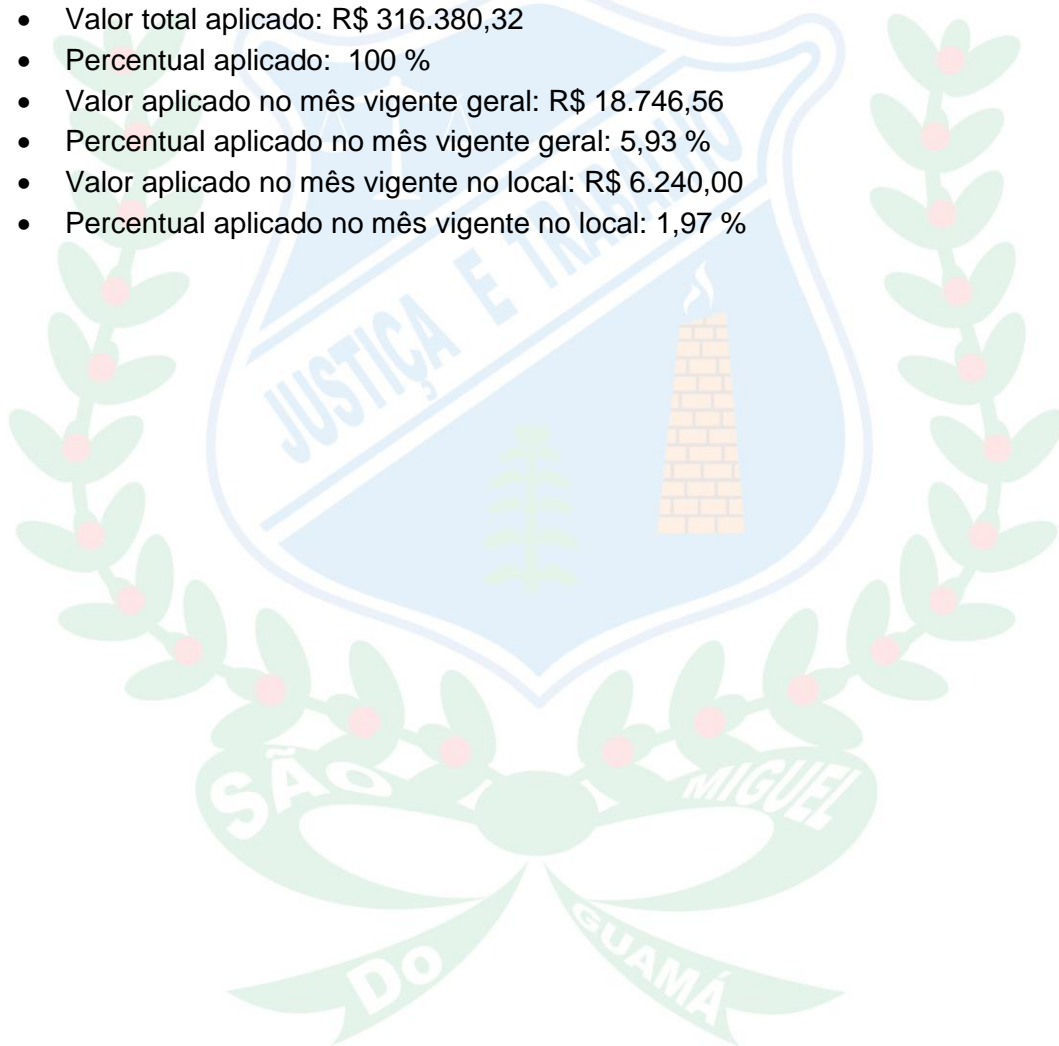 • Valor total aplicado: R$ 316.380,32
• Percentual aplicado:  100 %
• Valor aplicado no mês vigente geral: R$ 18.746,56
• Percentual aplicado no mês vigente geral: 5,93 %
• Valor aplicado no mês vigente no local: R$ 6.240,00
• Percentual aplicado no mês vigente no local: 1,97 %
JUSTIÇA E TRABALHO
SÃO MIGUEL
DO GUAMÁ